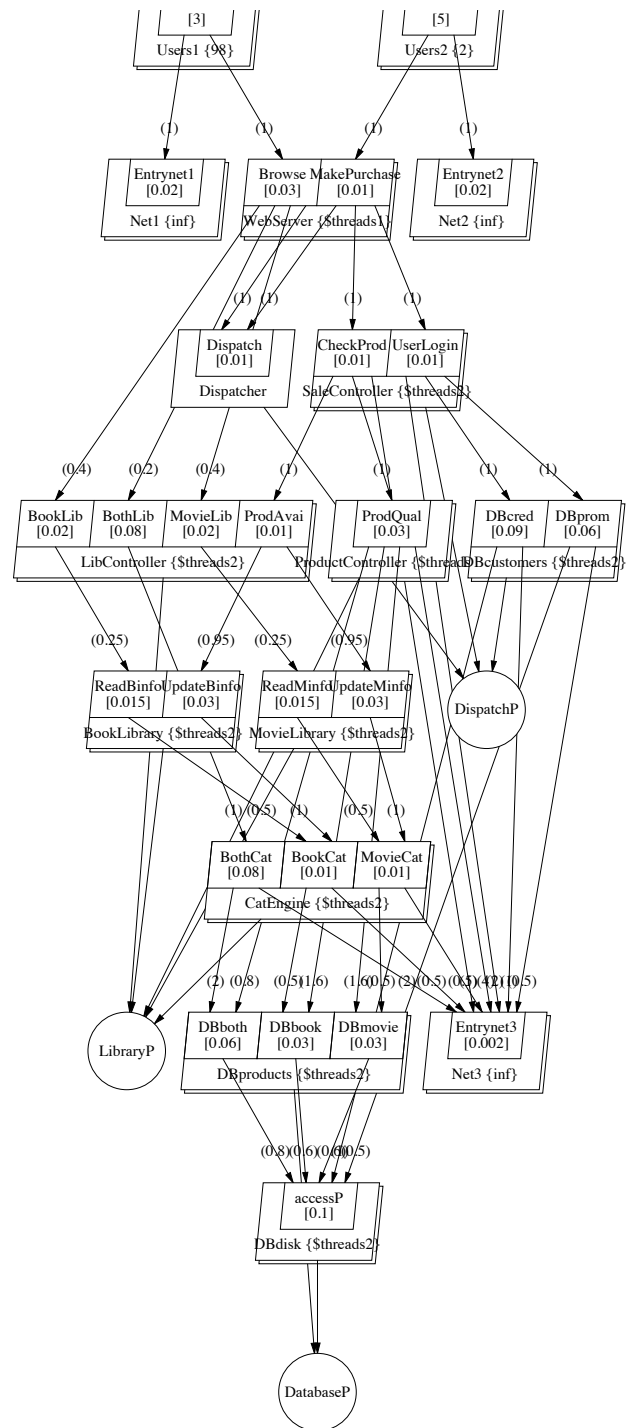 [3]
[5]
Users1 {98}
Users2 {2}
(1)
(1)
(1)
(1)
Entrynet1
[0.02]
Net1 {inf}
Browse
[0.03]
MakePurchase
[0.01]
WebServer {$threads1}
Entrynet2
[0.02]
Net2 {inf}
(1)
(1)
(1)
(1)
Dispatch
[0.01]
Dispatcher
CheckProd
[0.01]
UserLogin
[0.01]
SaleController {$threads2}
(0.4)
(0.2)
(0.4)
(1)
(1)
(1)
(1)
BookLib
[0.02]
BothLib
[0.08]
MovieLib
[0.02]
ProdAvai
[0.01]
LibController {$threads2}
ProdQual
[0.03]
ProductController {$threads
DBcred
[0.09]
DBprom
[0.06]
DBcustomers {$threads2}
(0.25)
(0.95)
(0.25)
(0.95)
ReadBinfo
[0.015]
UpdateBinfo
[0.03]
BookLibrary {$threads2}
ReadMinfo
[0.015]
UpdateMinfo
[0.03]
MovieLibrary {$threads2}
DispatchP
(1)
(0.5)
(1)
(0.5)
(1)
BothCat
[0.08]
BookCat
[0.01]
MovieCat
[0.01]
CatEngine {$threads2}
(2)
(0.8)
(0.5)
(1.6)
(1.6)
(0.5)
(2)
(0.5)
LibraryP
DBboth
[0.06]
DBbook
[0.03]
DBmovie
[0.03]
DBproducts {$threads2}
Entrynet3
[0.002]
Net3 {inf}
(0.8)
(0.6)
accessP
[0.1]
DBdisk {$threads2}
DatabaseP